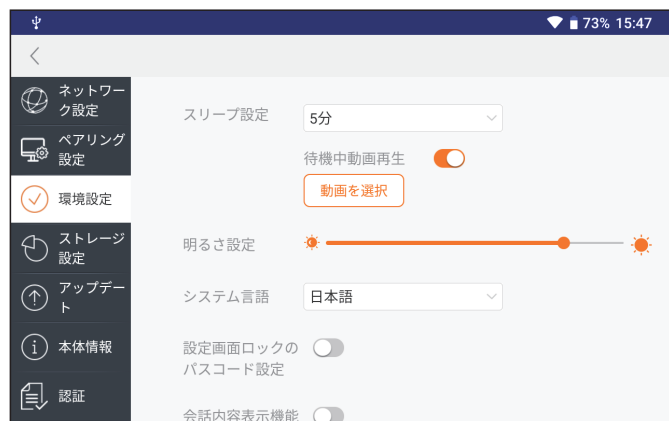 73% 15:47
ネットワー
ク設定
ペアリング
設定
環境設定
ストレージ
設定
アップデー
ト
本体情報
認証
スリープ設定
5分
待機中動画再生
動画を選択
明るさ設定
システム言語
日本語
設定画面ロックの
パスコード設定
会話内容表示機能